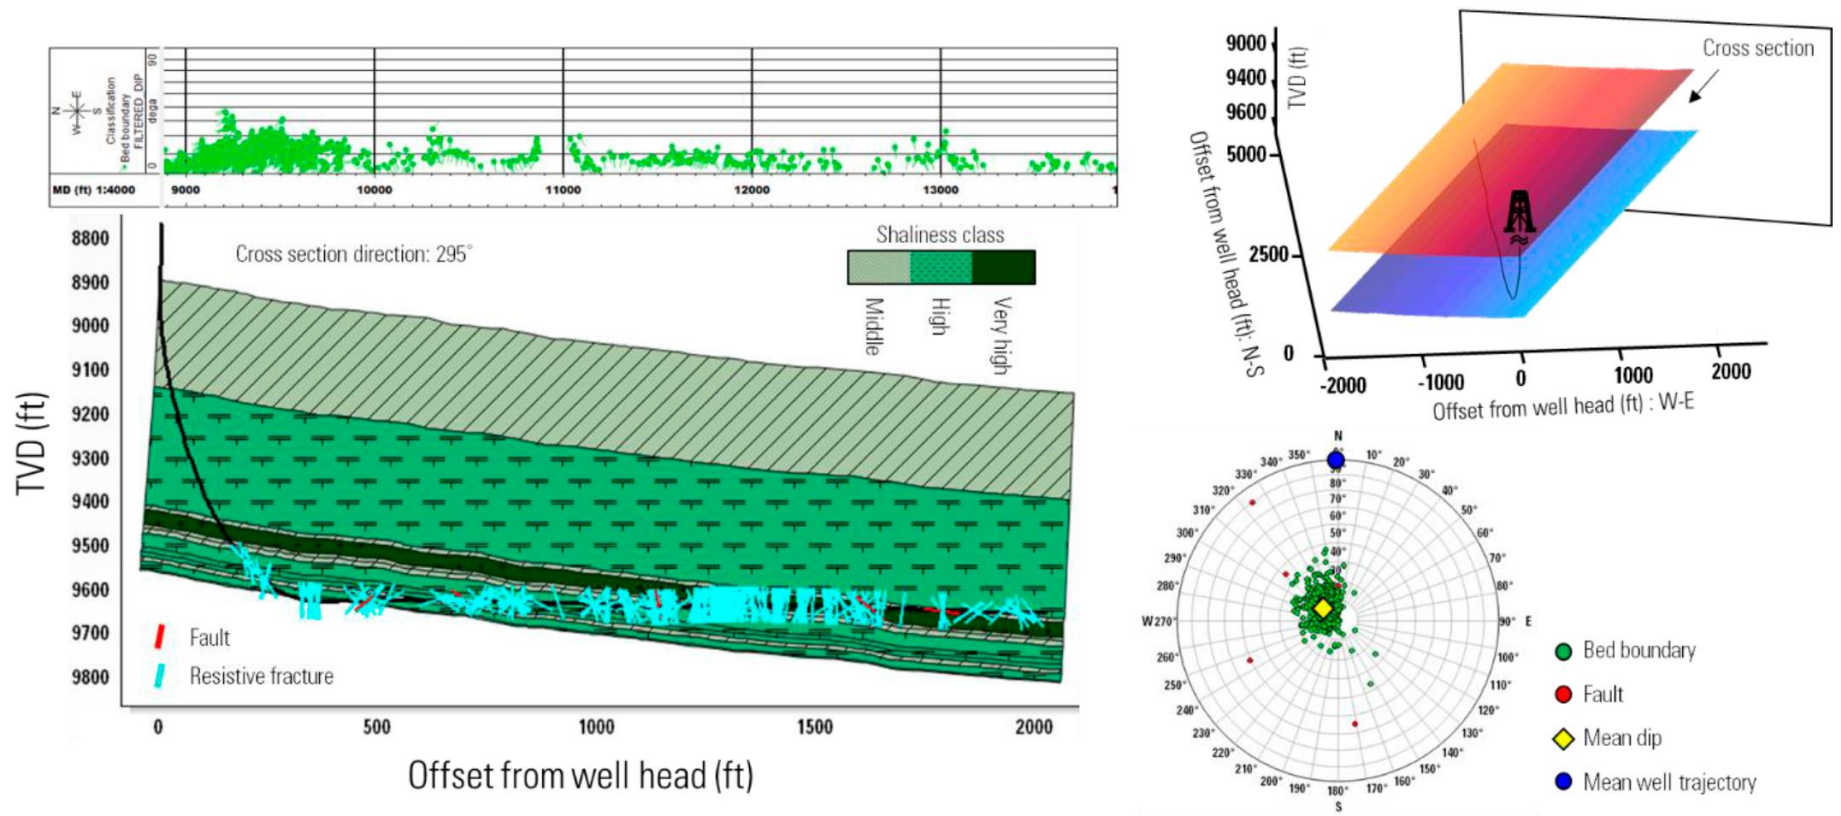 N
E
S
W
Classification
Bed boundary
FILTERED_DIP
0 dega 90
MD (ft) 1:4000
9000 10000 11000 12000 13000 1
Cross section direction: 295°
Shaliness class
Middle
High
Very high
TVD (ft)
8800
8900
9000
9100
9200
9300
9400
9500
9600
9700
9800
Fault
Resistive fracture
0 500 1000 1500 2000
Offset from well head (ft)
Cross section
TVD (ft)
9000
9400
9600
5000
2500
0
Offset from well head (ft): N-S
-2000 -1000 0 1000 2000
Offset from well head (ft) : W-E
N
0° 10° 20° 30° 40° 50° 60° 70° 80° 90° E
100° 110° 120° 130° 140° 150° 160° 170° 180°
S
190° 200° 210° 220° 230° 240° 250° 260° W 270°
280° 290° 300° 310° 320° 330° 340° 350°
90°
80°
70°
60°
50°
40°
30°
Bed boundary
Fault
Mean dip
Mean well trajectory